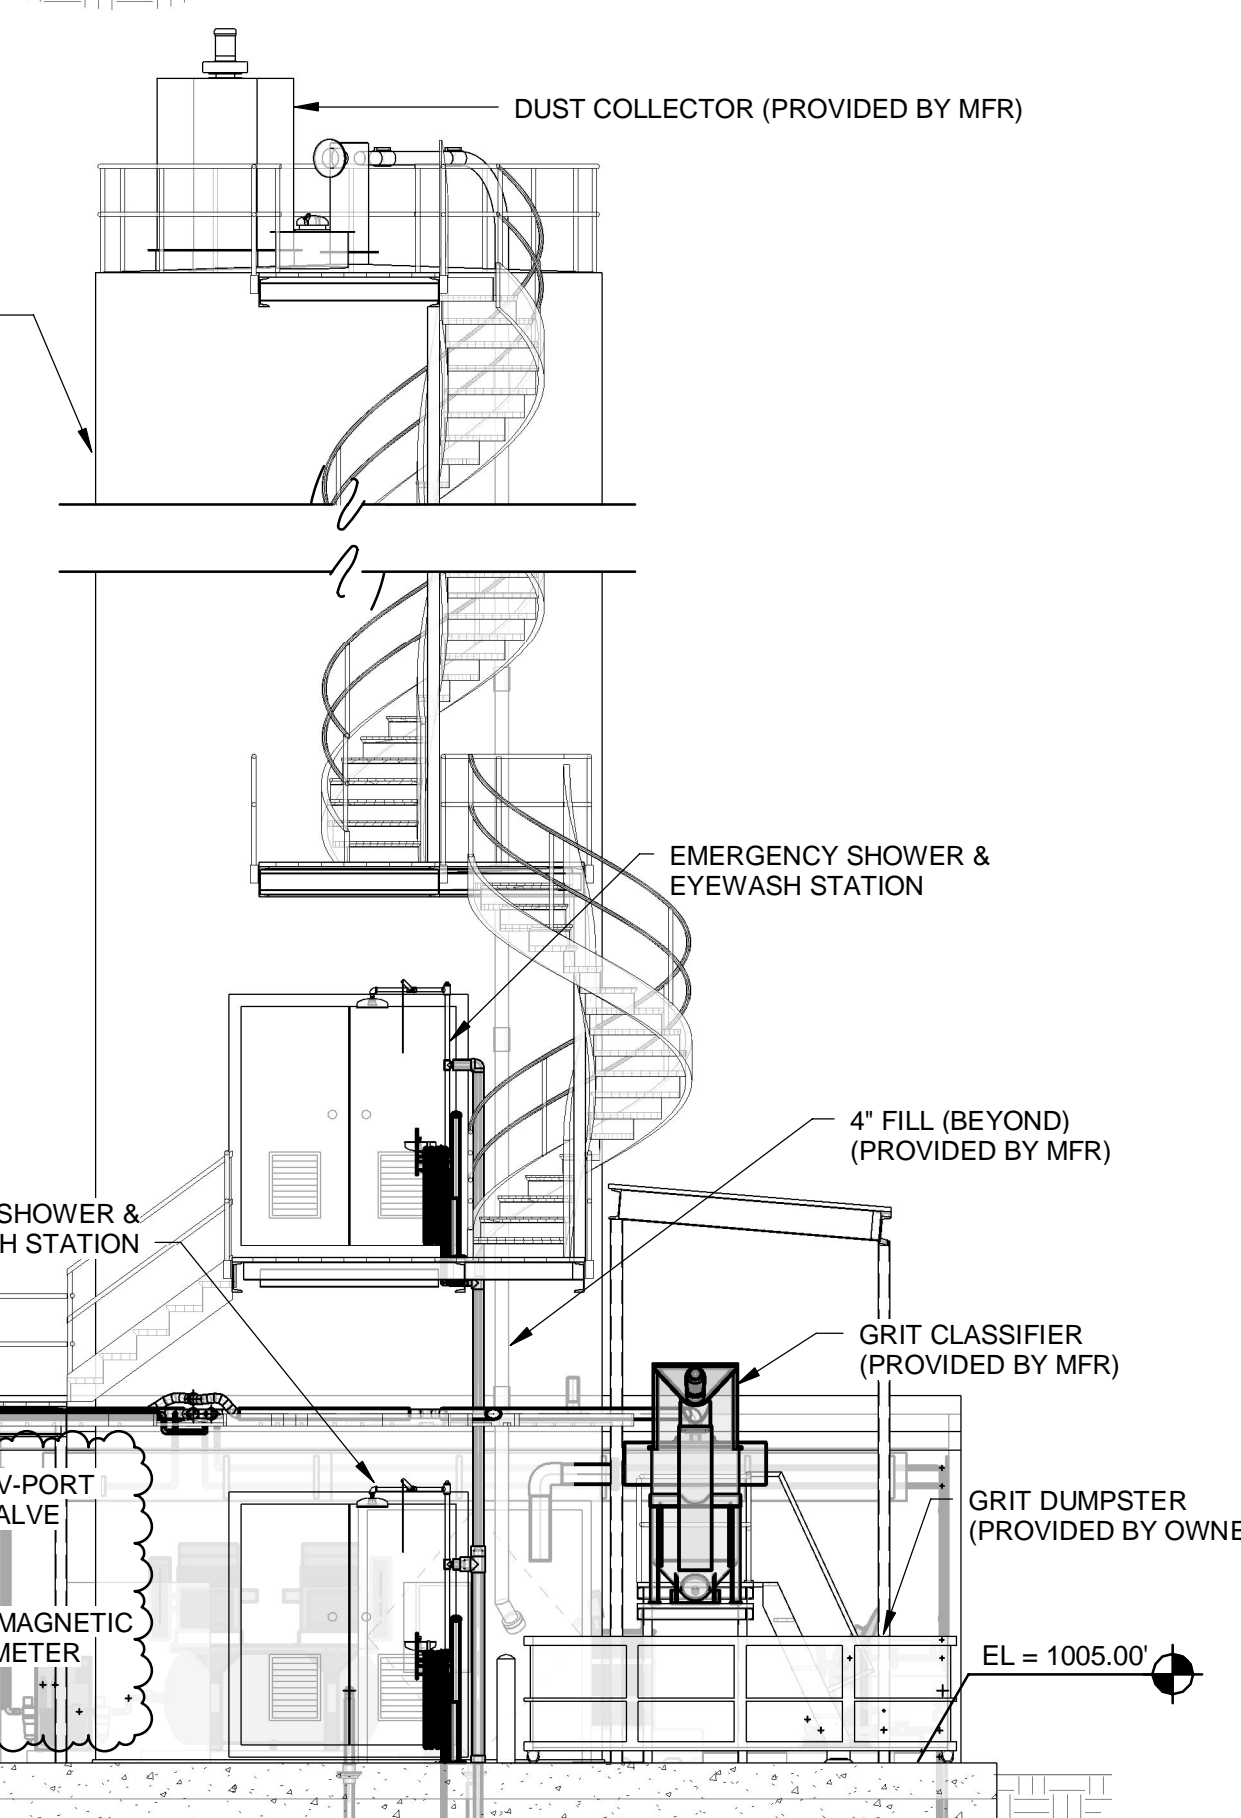 DUST COLLECTOR (PROVIDED BY MFR)
EMERGENCY SHOWER &
EYEWASH STATION
4" FILL (BEYOND)
(PROVIDED BY MFR)
SHOWER &
H STATION
GRIT CLASSIFIER
(PROVIDED BY MFR)
V-PORT
ALVE
GRIT DUMPSTER
(PROVIDED BY OWNE
MAGNETIC
METER
EL = 1005.00'